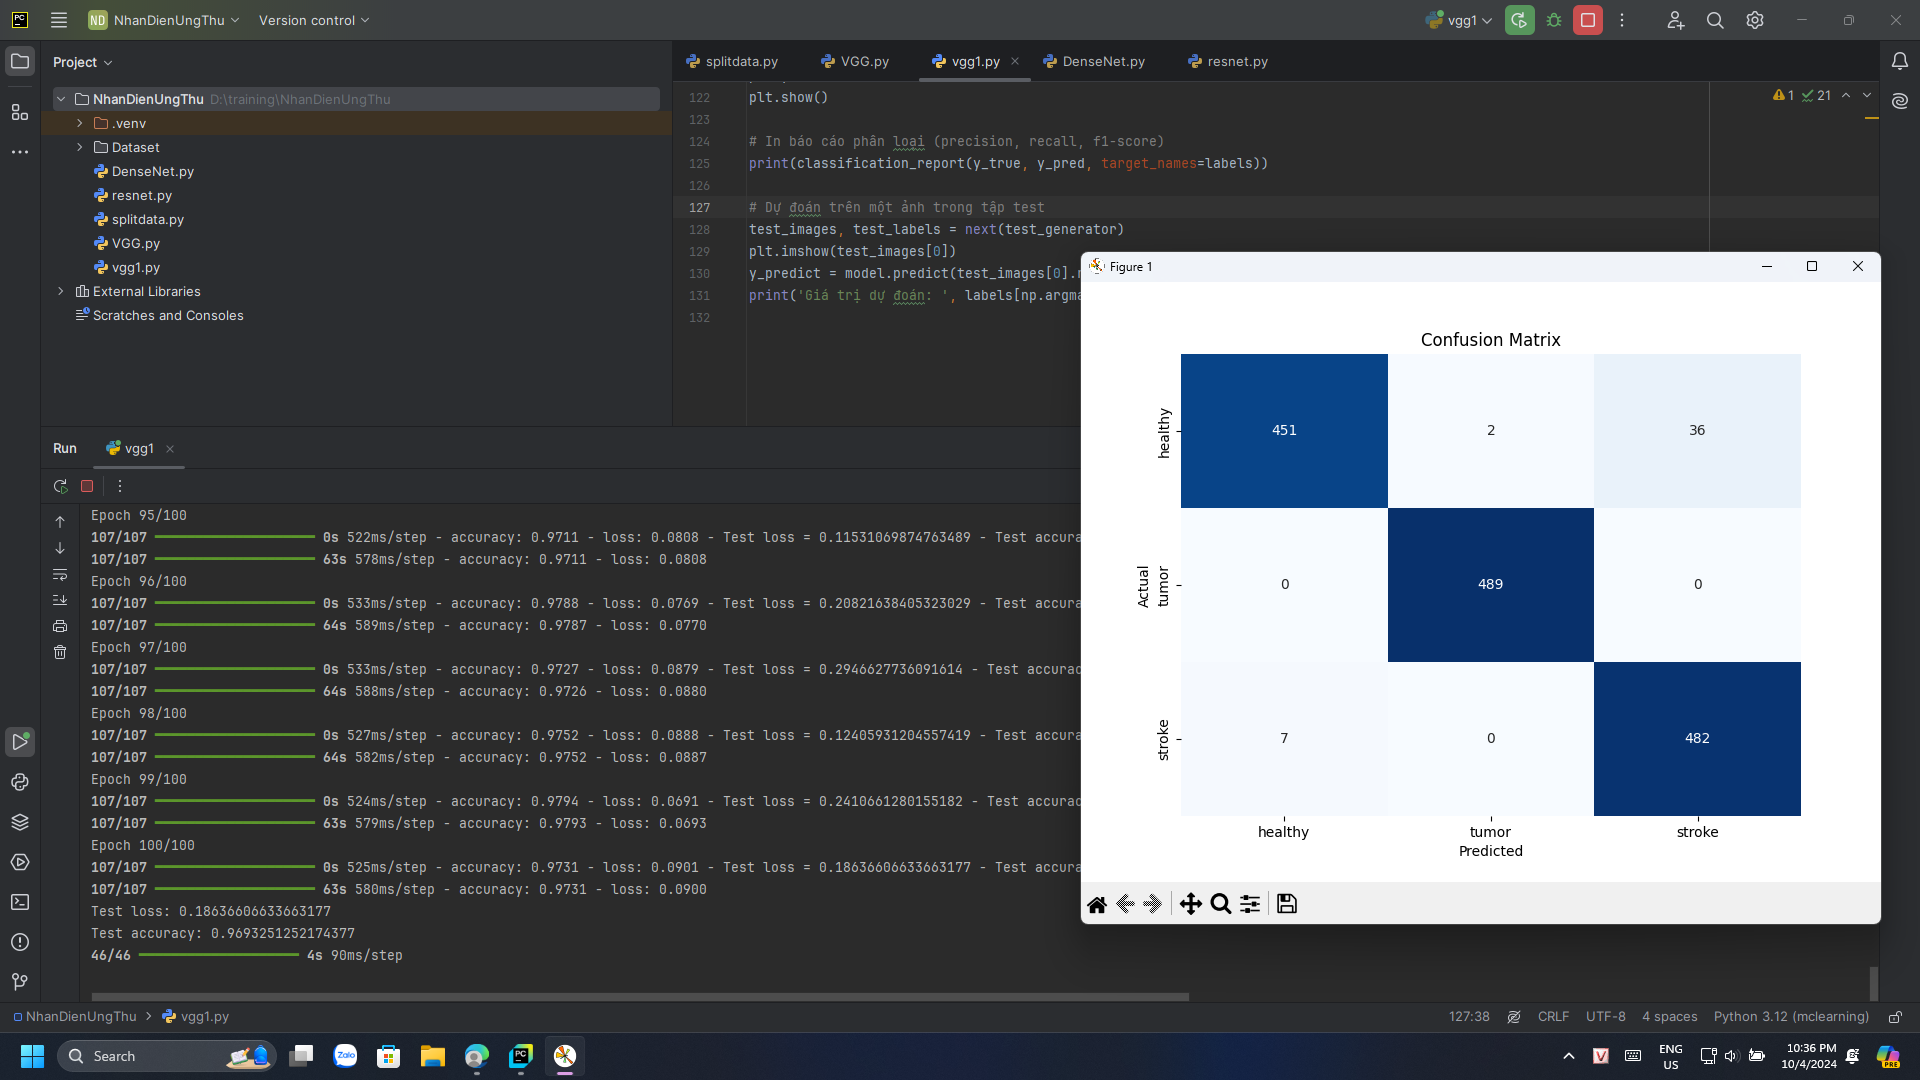 PC
ND NhanDienUngThu
Version control
vgg1
Project
NhanDienUngThu D:\training\NhanDienUngThu
.venv
Dataset
DenseNet.py
resnet.py
splitdata.py
VGG.py
vgg1.py
External Libraries
Scratches and Consoles
splitdata.py
VGG.py
vgg1.py
DenseNet.py
resnet.py
1 21
122 plt.show()
123
124 # In báo cáo phân loại (precision, recall, f1-score)
125 print(classification_report(y_true, y_pred, target_names=labels))
126
127 # Dự đoán trên một ảnh trong tập test
128 test_images, test_labels = next(test_generator)
129 plt.imshow(test_images[0])
130 y_predict = model.predict(test_images[0].
131 print('Giá trị dự đoán: ', labels[np.argma
132
Run vgg1
Epoch 95/100
107/107 0s 522ms/step - accuracy: 0.9711 - loss: 0.0808 - Test loss = 0.11531069874763489 - Test accura
107/107 63s 578ms/step - accuracy: 0.9711 - loss: 0.0808
Epoch 96/100
107/107 0s 533ms/step - accuracy: 0.9788 - loss: 0.0769 - Test loss = 0.20821638405323029 - Test accura
107/107 64s 589ms/step - accuracy: 0.9787 - loss: 0.0770
Epoch 97/100
107/107 0s 533ms/step - accuracy: 0.9727 - loss: 0.0879 - Test loss = 0.2946627736091614 - Test accurac
107/107 64s 588ms/step - accuracy: 0.9726 - loss: 0.0880
Epoch 98/100
107/107 0s 527ms/step - accuracy: 0.9752 - loss: 0.0888 - Test loss = 0.12405931204557419 - Test accura
107/107 64s 582ms/step - accuracy: 0.9752 - loss: 0.0887
Epoch 99/100
107/107 0s 524ms/step - accuracy: 0.9794 - loss: 0.0691 - Test loss = 0.2410661280155182 - Test accurac
107/107 63s 579ms/step - accuracy: 0.9793 - loss: 0.0693
Epoch 100/100
107/107 0s 525ms/step - accuracy: 0.9731 - loss: 0.0901 - Test loss = 0.18636606633663177 - Test accura
107/107 63s 580ms/step - accuracy: 0.9731 - loss: 0.0900
Test loss: 0.18636606633663177
Test accuracy: 0.9693251252174377
46/46 4s 90ms/step
Figure 1
Confusion Matrix
healthy 451 2 36
Actual
tumor 0 489 0
stroke 7 0 482
healthy tumor stroke
Predicted
NhanDienUngThu > vgg1.py
127:38 CRLF UTF-8 4 spaces Python 3.12 (mclearning)
Search
Zalo
PC
V
ENG
US
10:36 PM
10/4/2024
PRE